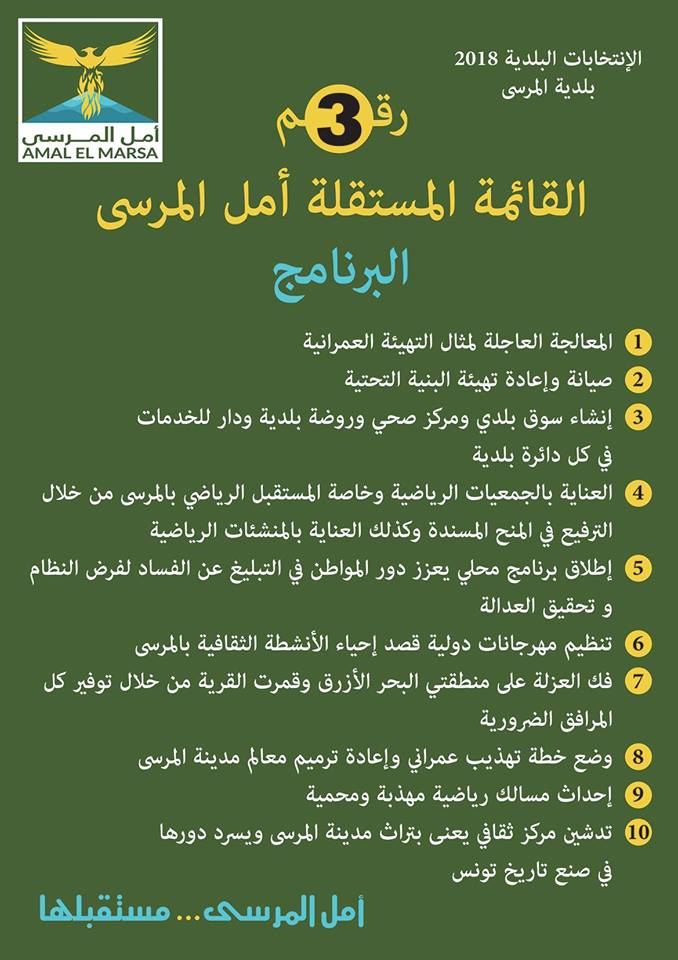 الإنتخابات البلدية 2018
بلدية المرسى
أمل المرسى
AMAL EL MARSA
رقم 3
القائمة المستقلة أمل المرسى
البرنامج
1 المعالجة العاجلة لمثال التهيئة العمرانية
2 صيانة وإعادة تهيئة البنية التحتية
3 إنشاء سوق بلدي ومركز صحي وروضة بلدية ودار للخدمات
في كل دائرة بلدية
4 العناية بالجمعيات الرياضية وخاصة المستقبل الرياضي بالمرسى من خلال
الترفيع في المنح المسندة وكذلك العناية بالمنشئات الرياضية
5 إطلاق برنامج محلي يعزز دور المواطن في التبليغ عن الفساد لفرض النظام
و تحقيق العدالة
6 تنظيم مهرجانات دولية قصد إحياء الأنشطة الثقافية بالمرسى
7 فك العزلة على منطقتي البحر الأزرق وقمرت القرية من خلال توفير كل
المرافق الضرورية
8 وضع خطة تهذيب عمراني وإعادة ترميم معالم مدينة المرسى
9 إحداث مسالك رياضية مهذبة ومحمية
10 تدشين مركز ثقافي يعنى بتراث مدينة المرسى ويسرد دورها
في صنع تاريخ تونس
أمل المرسى... مستقبلها